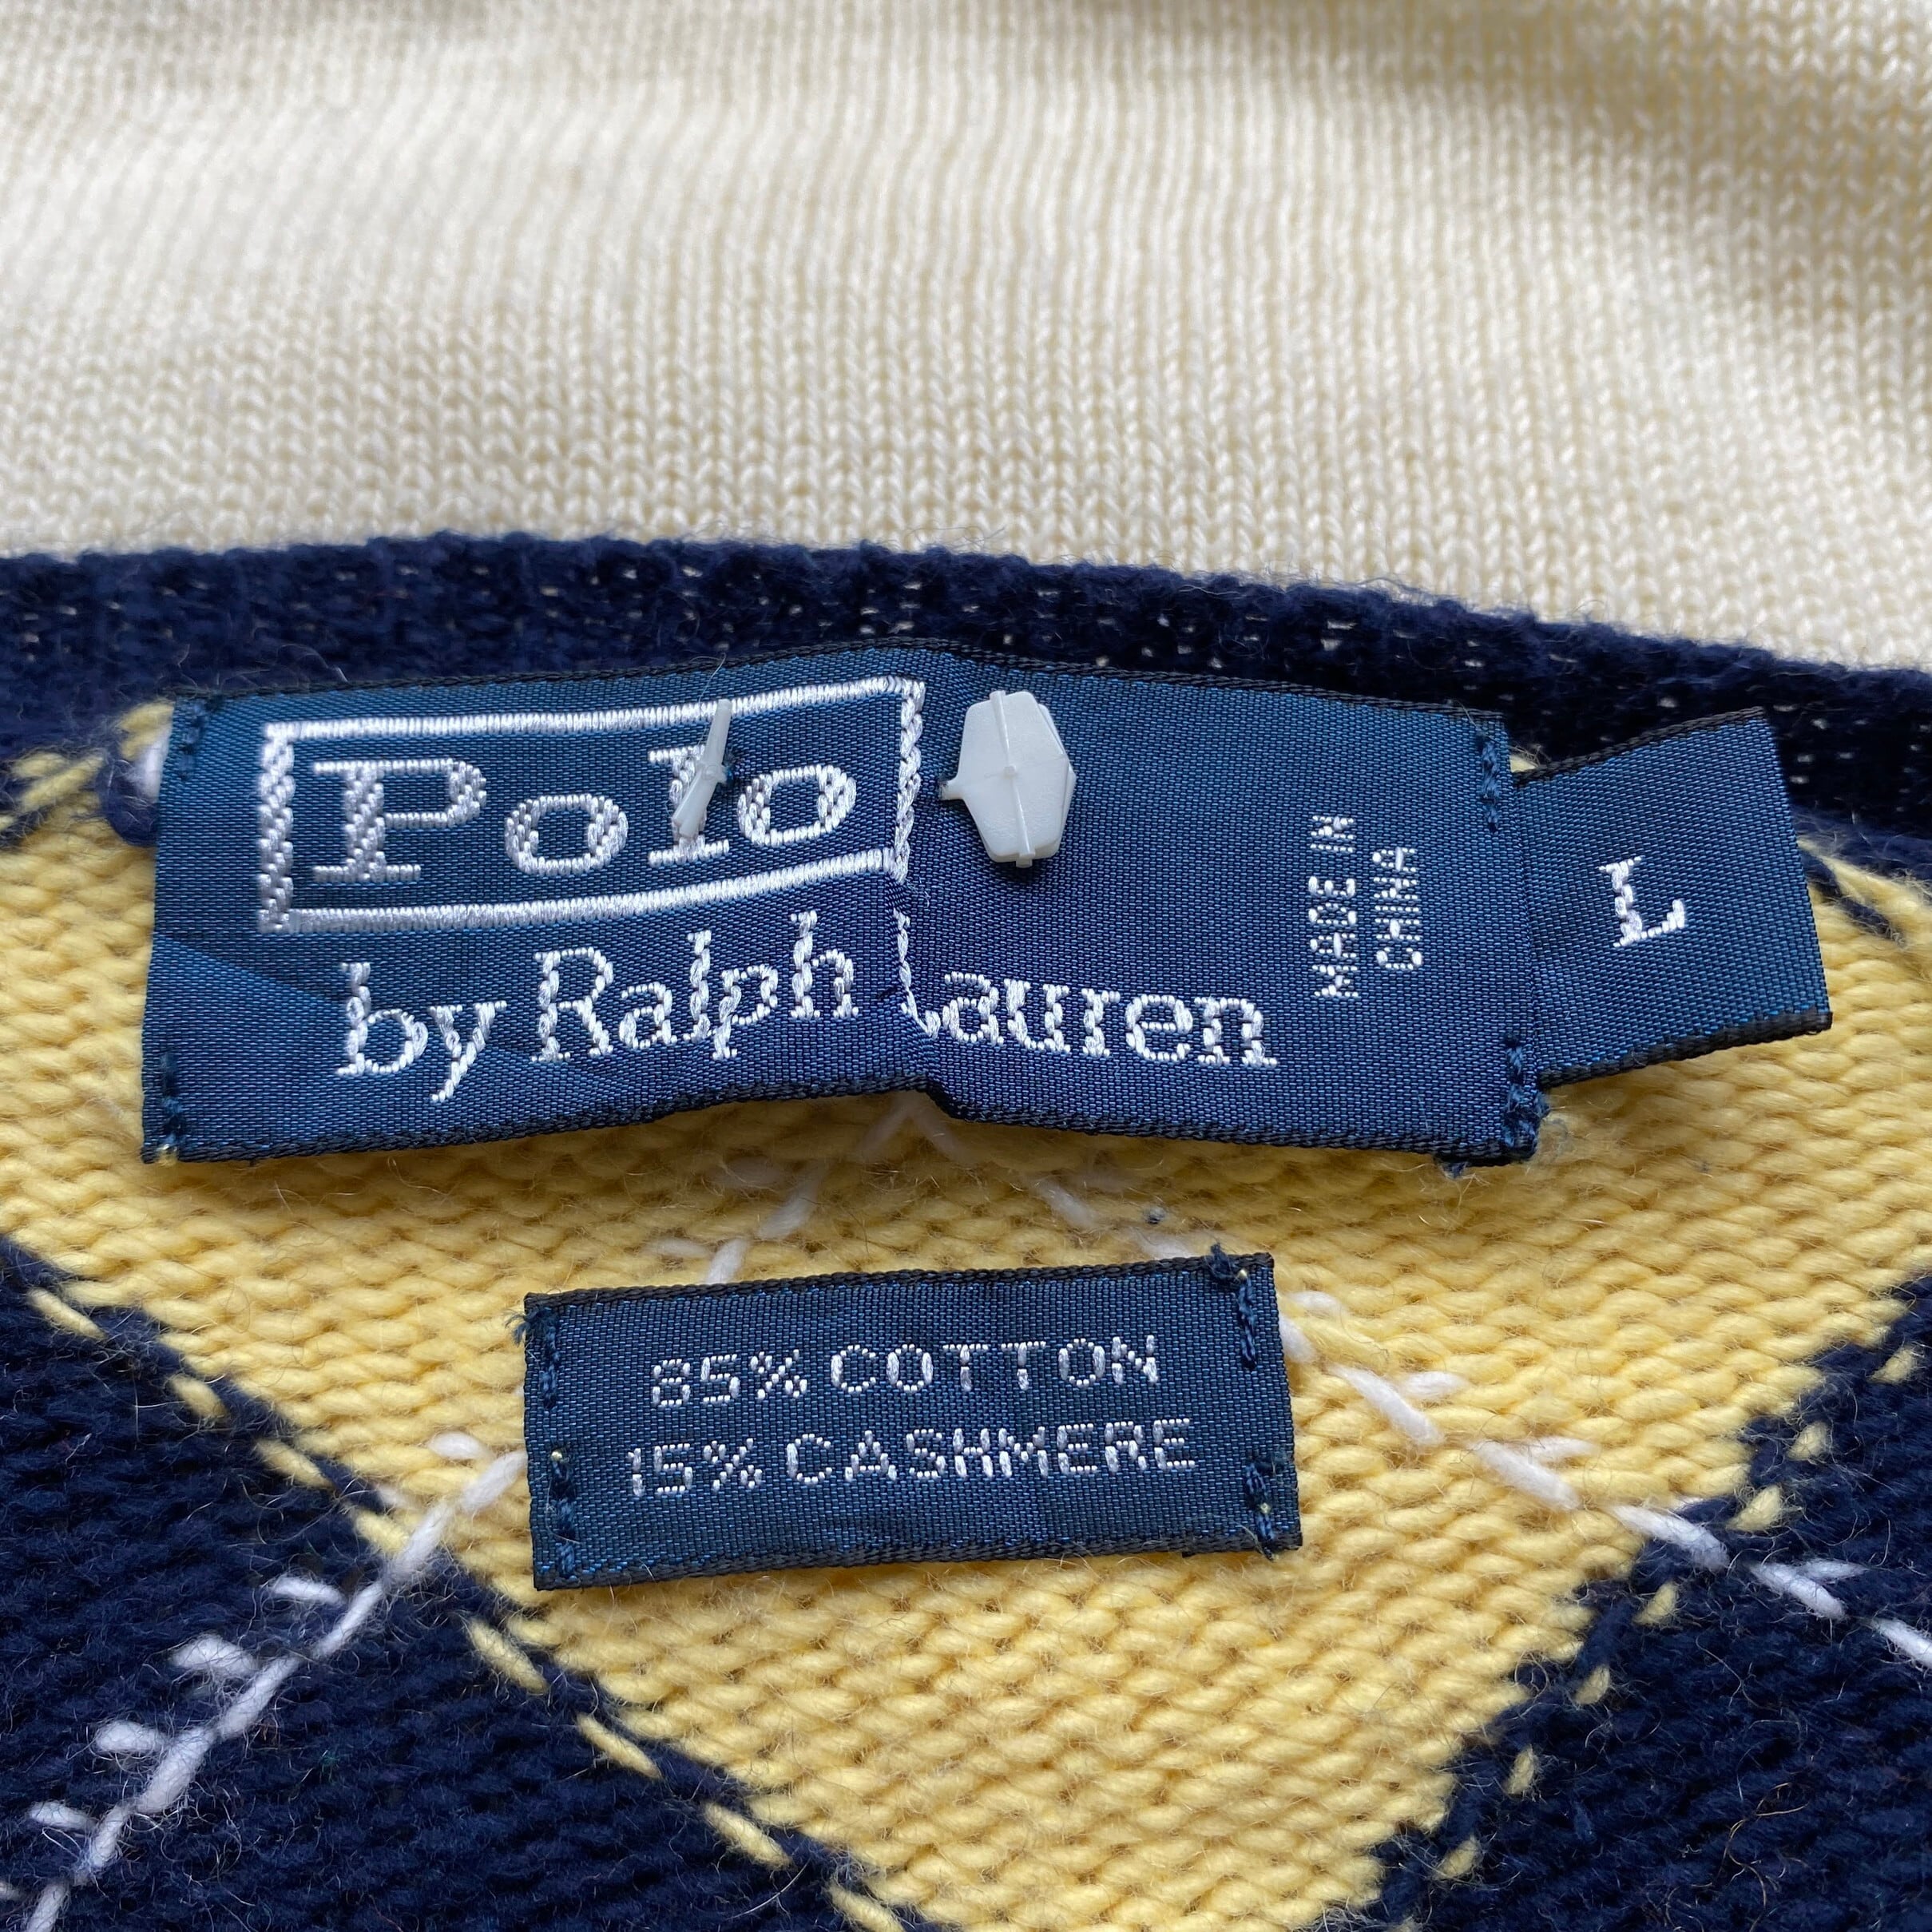 Polo
by Ralph Lauren
MADE IN
CHINA
L
85% COTTON
15% CASHMERE